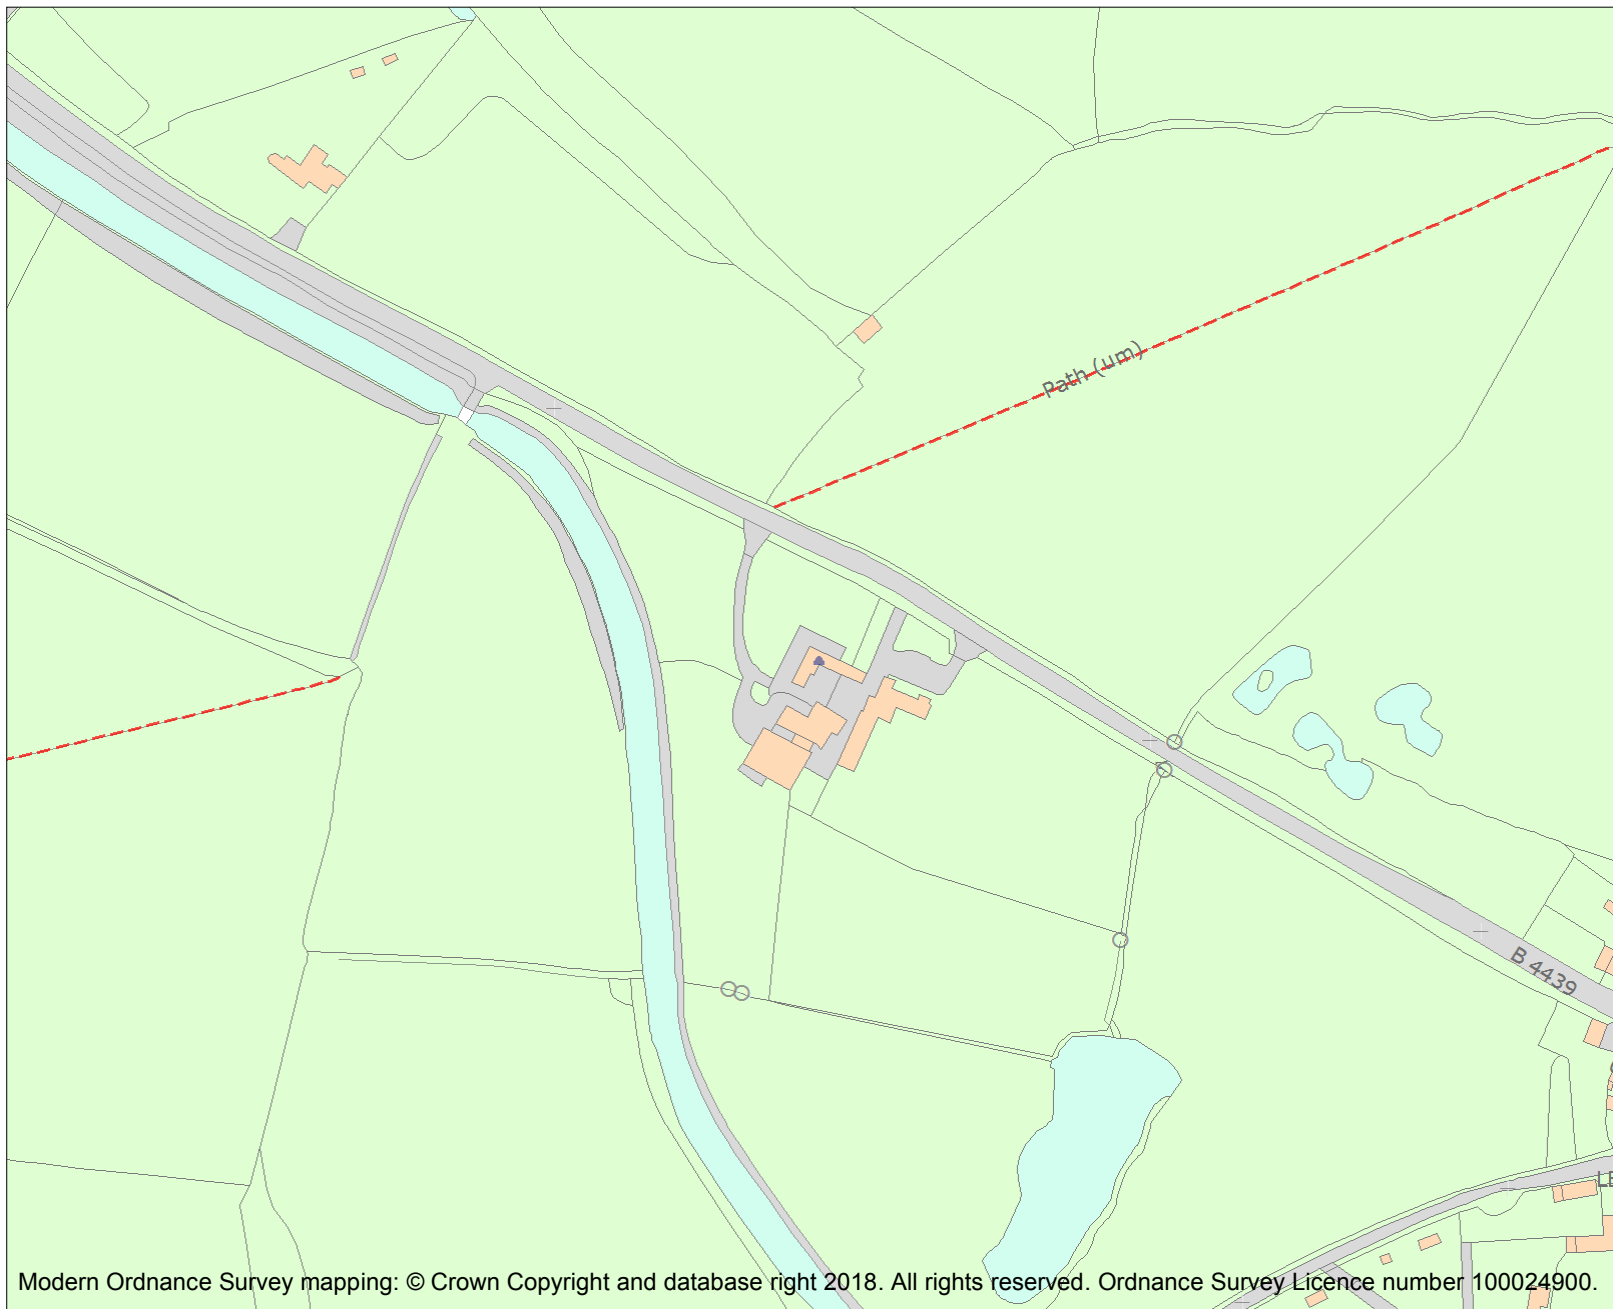 Path (um)
B 4439
Modern Ordnance Survey mapping: © Crown Copyright and database right 2018. All rights reserved. Ordnance Survey Licence number 100024900.